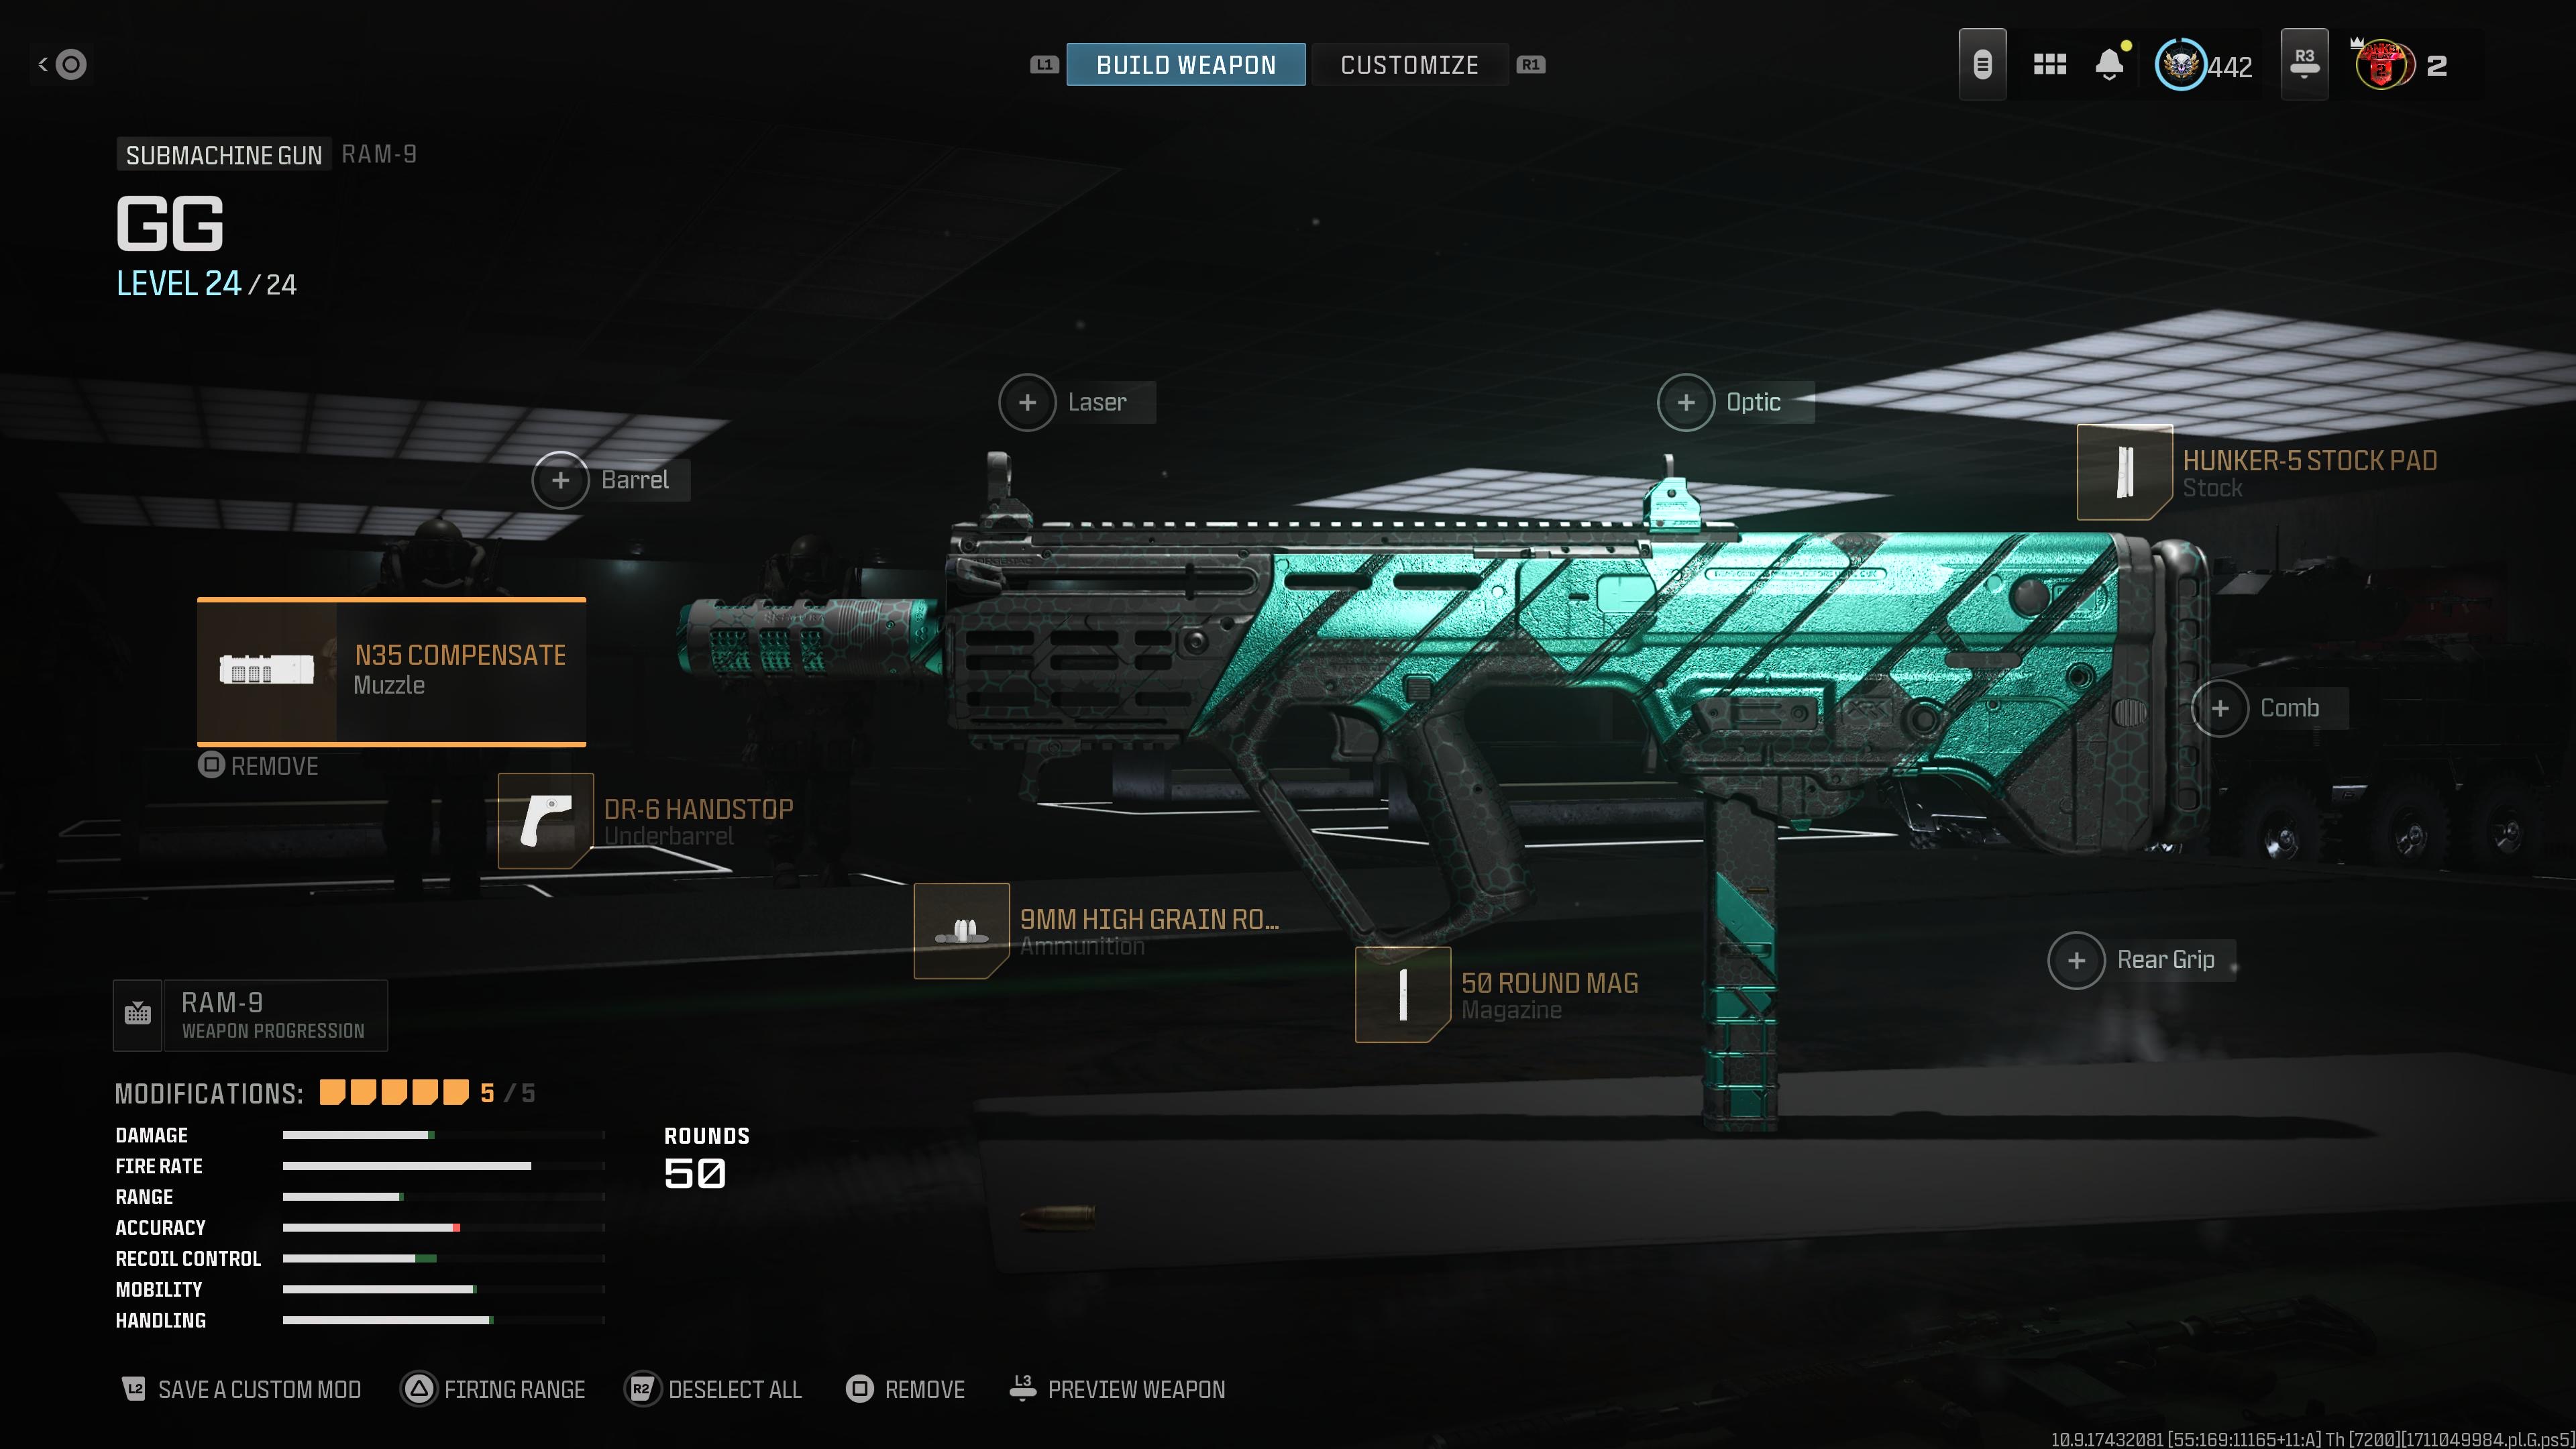 L1
BUILD WEAPON
CUSTOMIZE
R1
442
R3
2
SUBMACHINE GUN
RAM-9
GG
LEVEL 24 / 24
Laser
Optic
Barrel
HUNKER-5 STOCK PAD
Stock
N35 COMPENSATE
Muzzle
REMOVE
Comb
DR-6 HANDSTOP
Underbarrel
9MM HIGH GRAIN RO...
Ammunition
50 ROUND MAG
Magazine
Rear Grip
RAM-9
WEAPON PROGRESSION
MODIFICATIONS: 5 / 5
DAMAGE
FIRE RATE
RANGE
ACCURACY
RECOIL CONTROL
MOBILITY
HANDLING
ROUNDS
50
L2 SAVE A CUSTOM MOD
FIRING RANGE
R2 DESELECT ALL
REMOVE
L3 PREVIEW WEAPON
10.9.17432081 [55:169:11165+11:A] Th [7200][1711049984.pl.G.ps5]